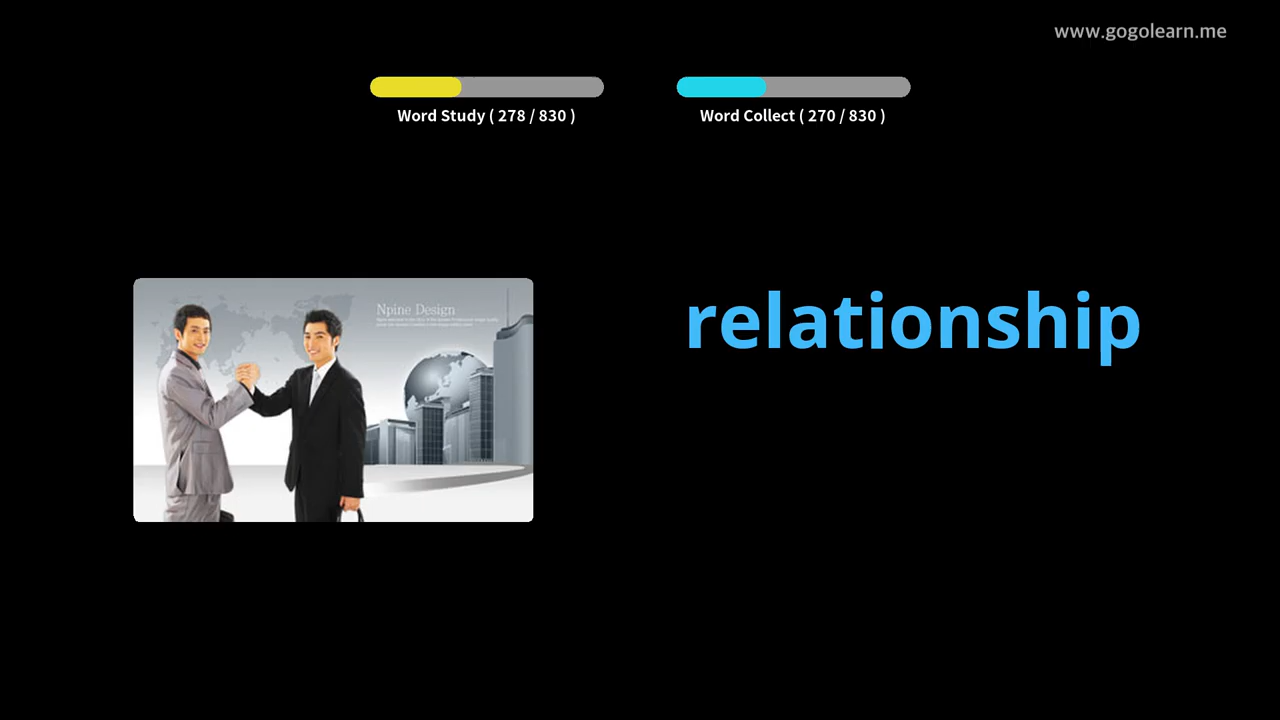 www.gogolearn.me
Word Study ( 278 / 830 )
Word Collect ( 270 / 830 )
Npine Design
relationship